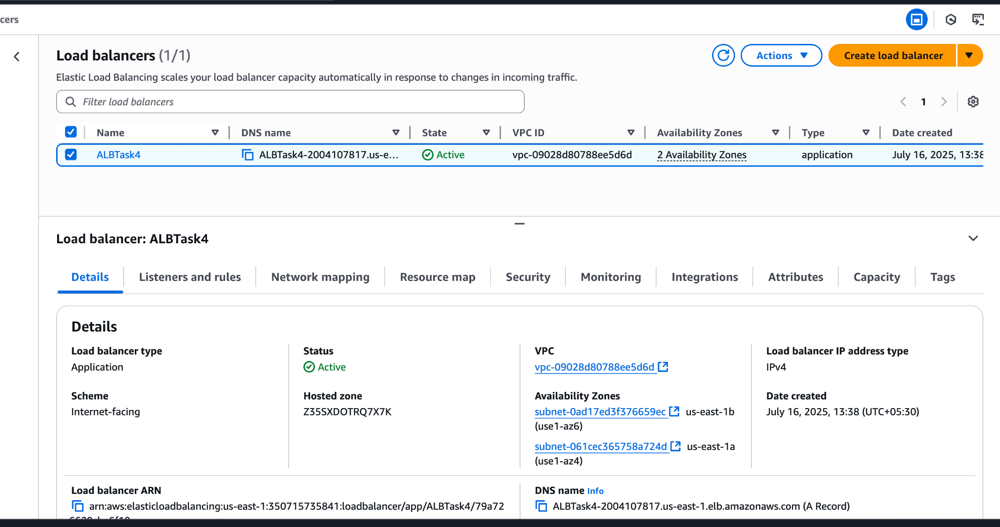 cers
Load balancers (1/1)
Actions
Create load balancer
Elastic Load Balancing scales your load balancer capacity automatically in response to changes in incoming traffic.
Filter load balancers
1
Name DNS name State VPC ID Availability Zones Type Date created
ALBTask4 ALBTask4-2004107817.us-e... Active vpc-09028d80788ee5d6d 2 Availability Zones application July 16, 2025, 13:38
Load balancer: ALBTask4
Details Listeners and rules Network mapping Resource map Security Monitoring Integrations Attributes Capacity Tags
Details
Load balancer type Status VPC Load balancer IP address type
Application Active vpc-09028d80788ee5d6d IPv4
Scheme Hosted zone Availability Zones Date created
Internet-facing Z35SXDOTRQ7X7K subnet-0ad17ed3f376659ec us-east-1b July 16, 2025, 13:38 (UTC+05:30)
(use1-az6)
subnet-061cec365758a724d us-east-1a
(use1-az4)
Load balancer ARN DNS name Info
arn:aws:elasticloadbalancing:us-east-1:350715735841:loadbalancer/app/ALBTask4/79a72 ALBTask4-2004107817.us-east-1.elb.amazonaws.com (A Record)